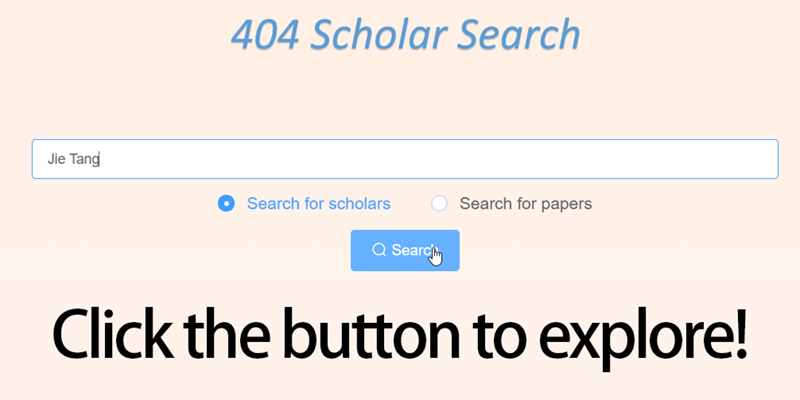 404 Scholar Search
Jie Tang
Search for scholars Search for papers
Search
Click the button to explore!